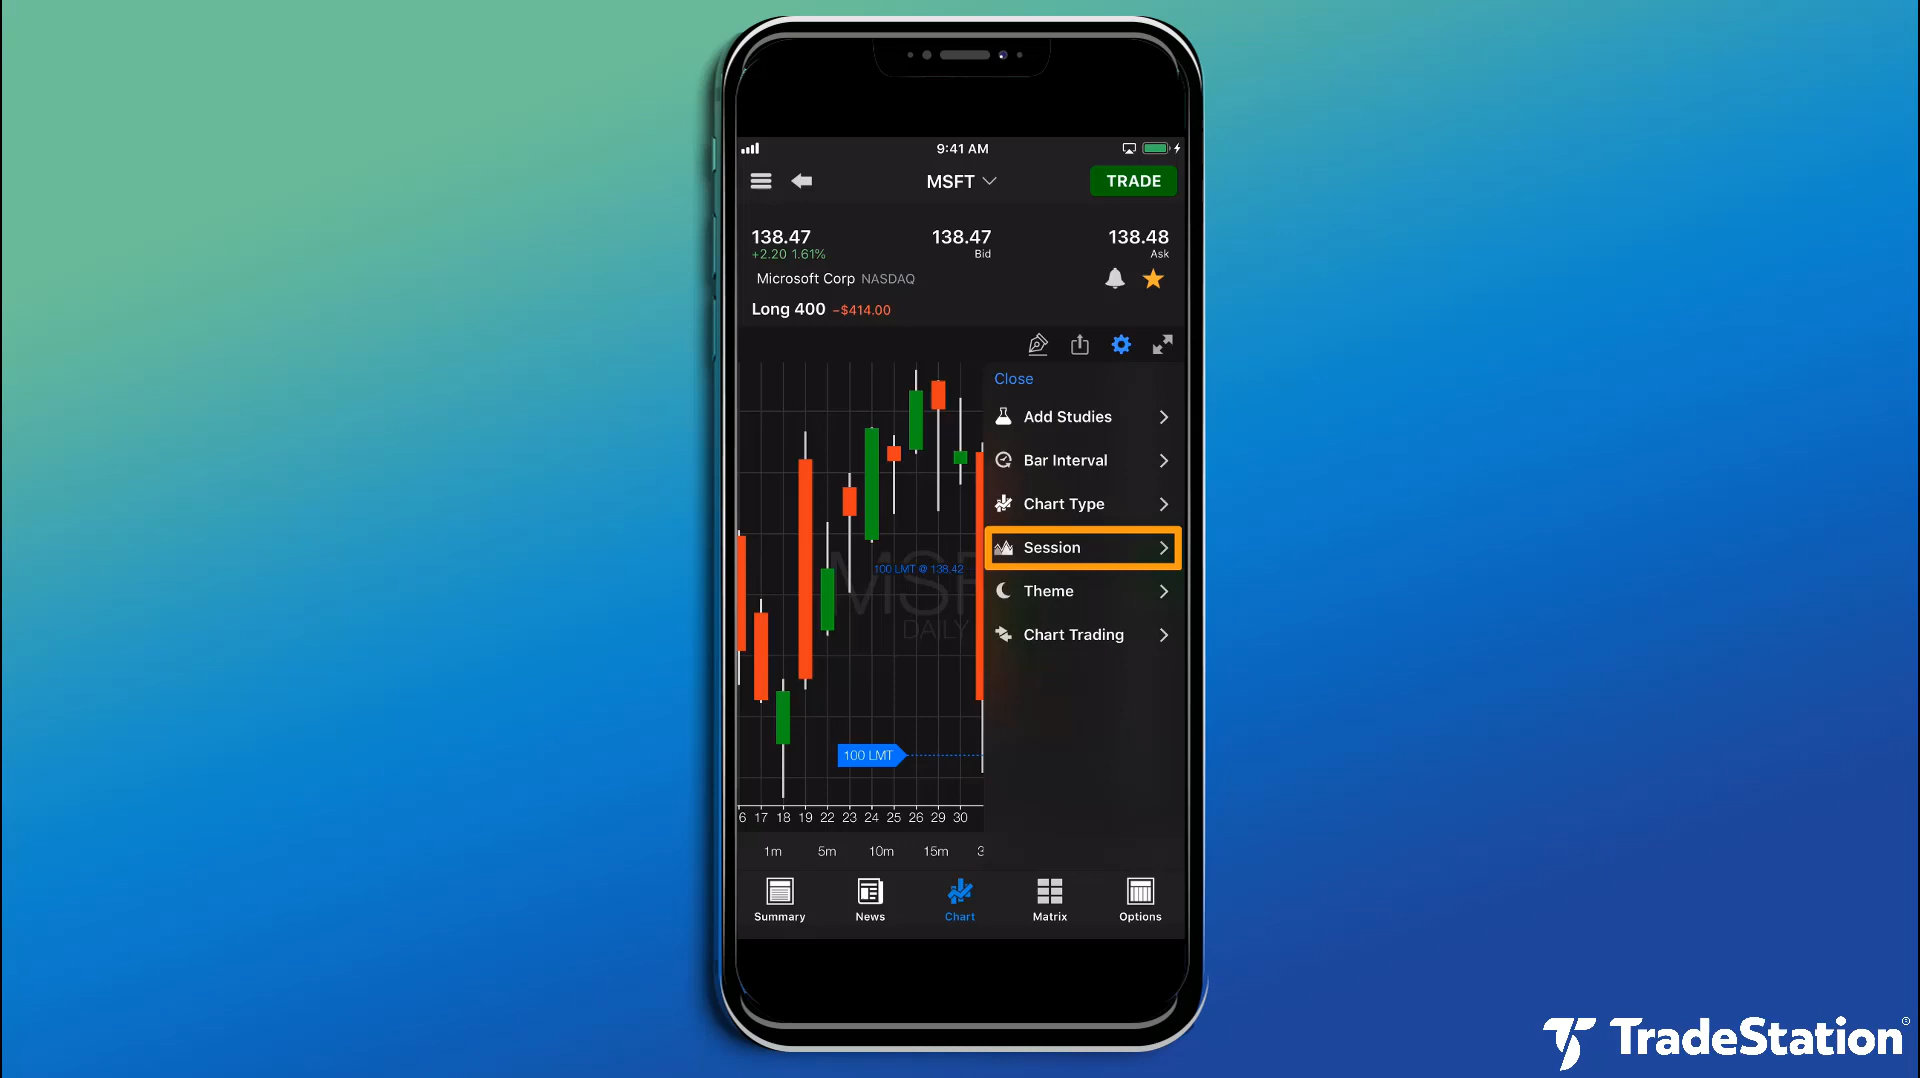 9:41 AM
MSFT
TRADE
138.47
138.47
138.48
+2.20 1.61%
Bid
Ask
Microsoft Corp NASDAQ
Long 400 -$414.00
Close
Add Studies
Bar Interval
Chart Type
Session
Theme
Chart Trading
100 LMT @ 138.42
MSF
DAILY
100 LMT
6 17 18 19 22 23 24 25 26 29 30
1m 5m 10m 15m 3
Summary
News
Chart
Matrix
Options
TradeStation®